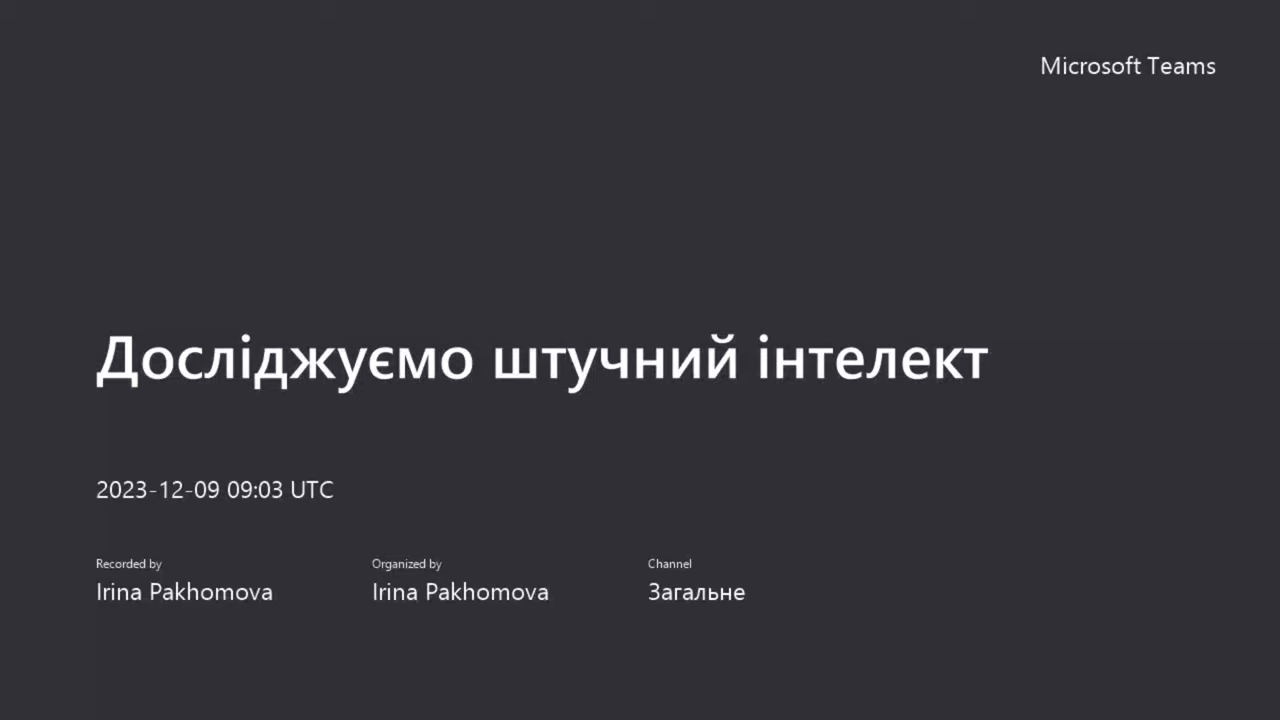 Microsoft Teams
Досліджуємо штучний інтелект
2023-12-09 09:03 UTC
Recorded by
Irina Pakhomova
Organized by
Irina Pakhomova
Channel
Загальне